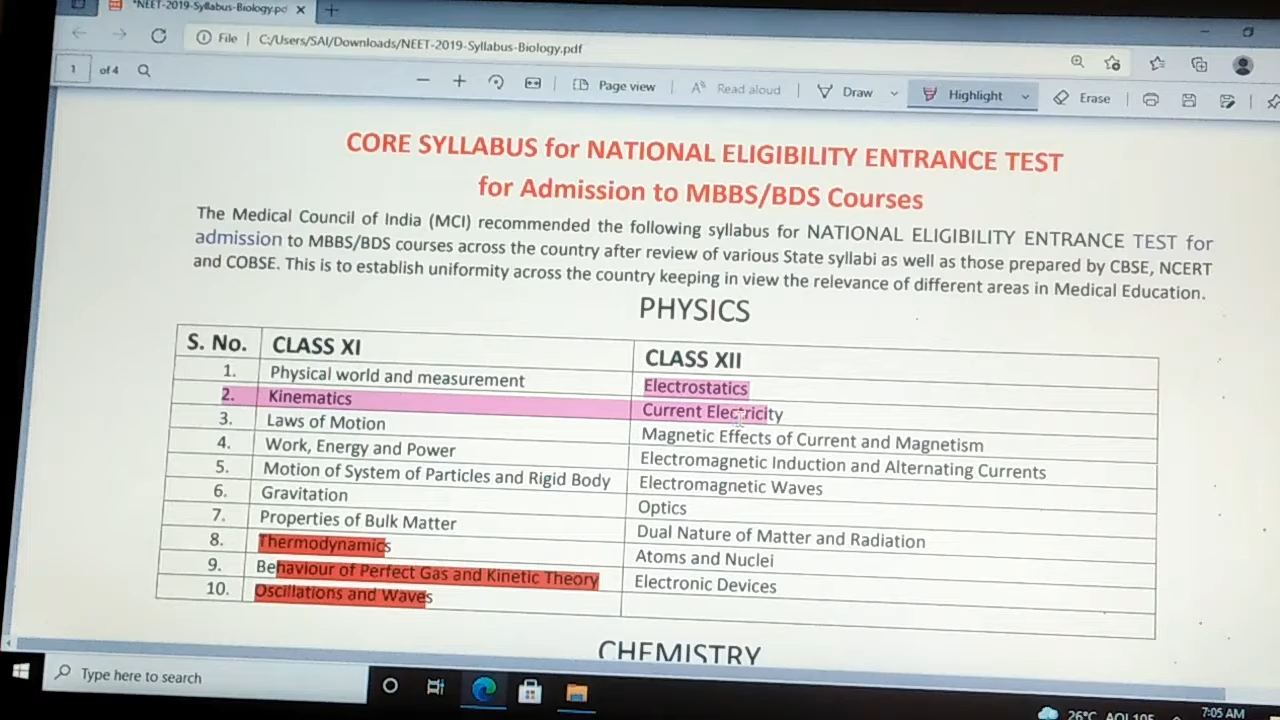 *NEET-2019-Syllabus-Biology.pd
File | C:/Users/SAI/Downloads/NEET-2019-Syllabus-Biology.pdf
1 of 4 Page view Read aloud Draw Highlight Erase
CORE SYLLABUS for NATIONAL ELIGIBILITY ENTRANCE TEST
for Admission to MBBS/BDS Courses
The Medical Council of India (MCI) recommended the following syllabus for NATIONAL ELIGIBILITY ENTRANCE TEST for
admission to MBBS/BDS courses across the country after review of various State syllabi as well as those prepared by CBSE, NCERT
and COBSE. This is to establish uniformity across the country keeping in view the relevance of different areas in Medical Education.
PHYSICS
S. No. CLASS XI CLASS XII
1. Physical world and measurement Electrostatics
2. Kinematics Current Electricity
3. Laws of Motion Magnetic Effects of Current and Magnetism
4. Work, Energy and Power Electromagnetic Induction and Alternating Currents
5. Motion of System of Particles and Rigid Body Electromagnetic Waves
6. Gravitation Optics
7. Properties of Bulk Matter Dual Nature of Matter and Radiation
8. Thermodynamics Atoms and Nuclei
9. Behaviour of Perfect Gas and Kinetic Theory Electronic Devices
10. Oscillations and Waves
CHEMISTRY
Type here to search
26°C AQI 105 7:05 AM